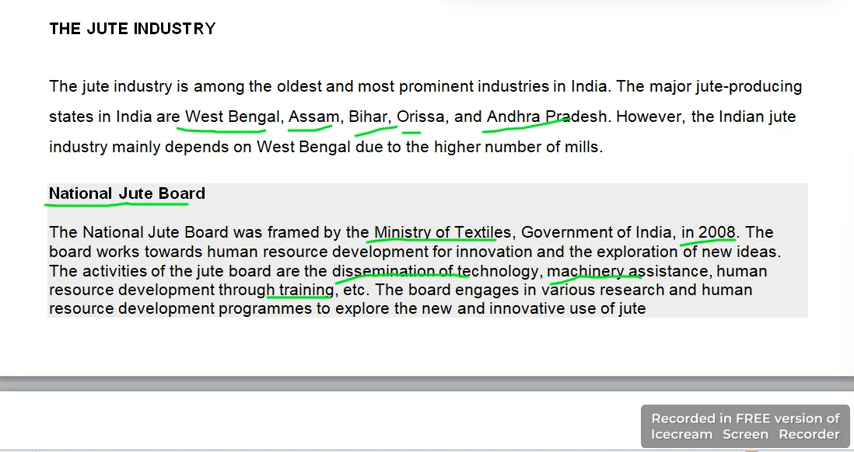 THE JUTE INDUSTRY
The jute industry is among the oldest and most prominent industries in India. The major jute-producing
states in India are West Bengal, Assam, Bihar, Orissa, and Andhra Pradesh. However, the Indian jute
industry mainly depends on West Bengal due to the higher number of mills.
National Jute Board
The National Jute Board was framed by the Ministry of Textiles, Government of India, in 2008. The
board works towards human resource development for innovation and the exploration of new ideas.
The activities of the jute board are the dissemination of technology, machinery assistance, human
resource development through training, etc. The board engages in various research and human
resource development programmes to explore the new and innovative use of jute
Recorded in FREE version of
Icecream Screen Recorder